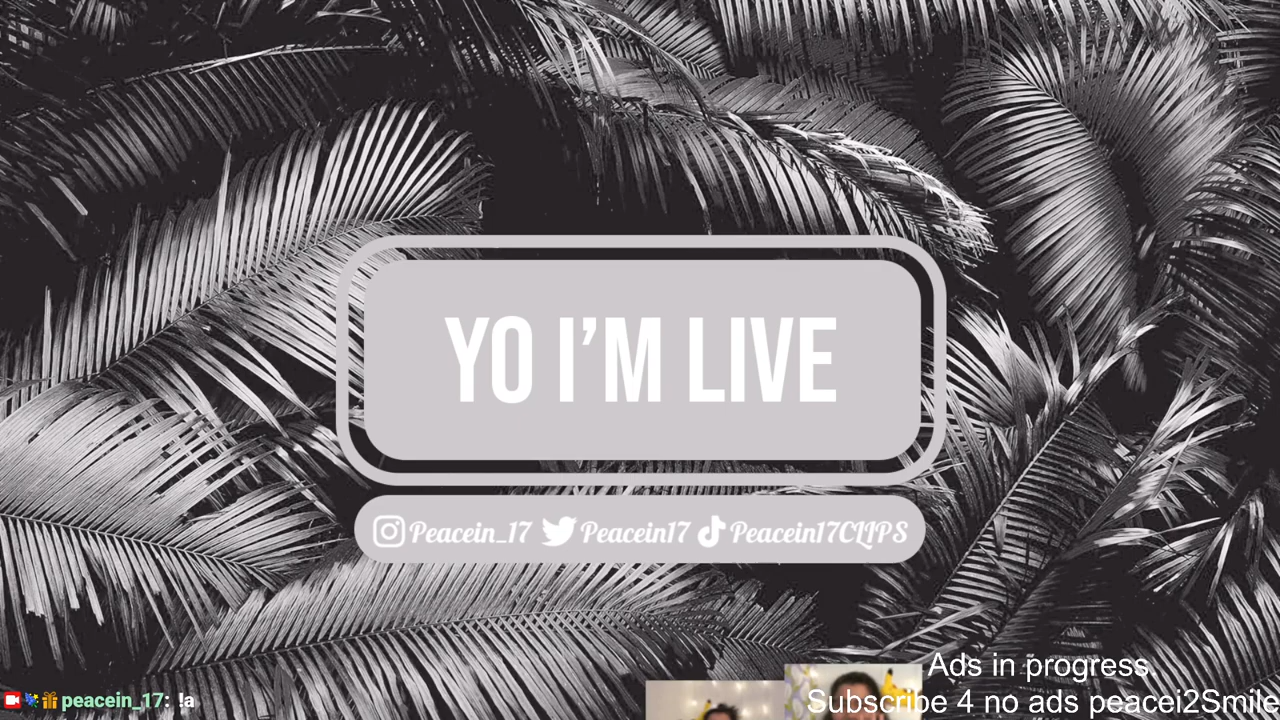 YO I'M LIVE
Peacein_17 Peacein17 Peacein17CLIPS
Ads in progress
Subscribe 4 no ads peacei2Smile
peacein_17: !a